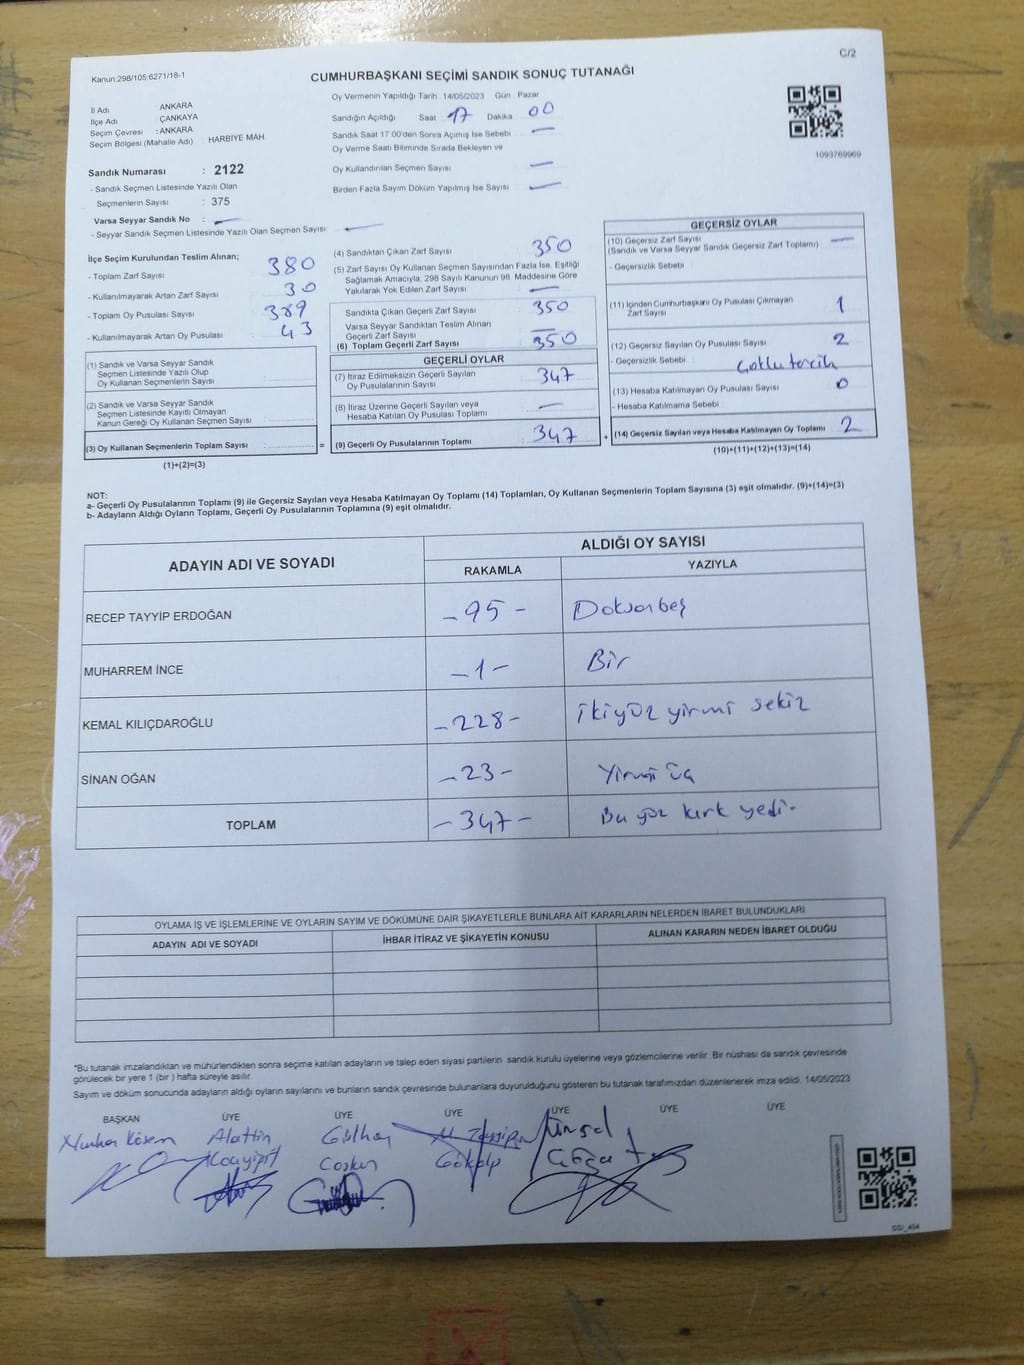 C/2
Kanun:298/105;6271/18-1
CUMHURBAŞKANI SEÇİMİ SANDIK SONUÇ TUTANAĞI
İl Adı : ANKARA
İlçe Adı : ÇANKAYA
Seçim Çevresi : ANKARA
Seçim Bölgesi (Mahalle Adı) HARBİYE MAH
Sandık Numarası : 2122
- Sandık Seçmen Listesinde Yazılı Olan
Seçmenlerin Sayısı : 375
Varsa Seyyar Sandık No : —
- Seyyar Sandık Seçmen Listesinde Yazılı Olan Seçmen Sayısı : —
Oy Vermenin Yapıldığı Tarih 14/05/2023 Gün Pazar
Sandığın Açıldığı Saat 17 Dakika 00
Sandık Saat 17.00'den Sonra Açılmış İse Sebebi —
Oy Verme Saati Bitiminde Sırada Bekleyen ve
Oy Kullandırılan Seçmen Sayısı —
Birden Fazla Sayım Döküm Yapılmış İse Sayısı —
1093769969
İlçe Seçim Kurulundan Teslim Alınan;
- Toplam Zarf Sayısı 380
- Kullanılmayarak Artan Zarf Sayısı 30
- Toplam Oy Pusulası Sayısı 389
- Kullanılmayarak Artan Oy Pusulası 43
(1) Sandık ve Varsa Seyyar Sandık
Seçmen Listesinde Yazılı Olup
Oy Kullanan Seçmenlerin Sayısı :
(2) Sandık ve Varsa Seyyar Sandık
Seçmen Listesinde Kayıtlı Olmayan
Kanun Gereği Oy Kullanan Seçmen Sayısı :
(3) Oy Kullanan Seçmenlerin Toplam Sayısı : =
(1)+(2)=(3)
(4) Sandıktan Çıkan Zarf Sayısı 350
(5) Zarf Sayısı Oy Kullanan Seçmen Sayısından Fazla İse, Eşitliği
Sağlamak Amacıyla, 298 Sayılı Kanunun 98. Maddesine Göre
Yakılarak Yok Edilen Zarf Sayısı —
Sandıkta Çıkan Geçerli Zarf Sayısı 350
Varsa Seyyar Sandıktan Teslim Alınan
Geçerli Zarf Sayısı —
(6) Toplam Geçerli Zarf Sayısı 350
GEÇERLİ OYLAR
(7) İtiraz Edilmeksizin Geçerli Sayılan
Oy Pusulalarının Sayısı 347
(8) İtiraz Üzerine Geçerli Sayılan veya
Hesaba Katılan Oy Pusulası Toplamı —
(9) Geçerli Oy Pusulalarının Toplamı 347 +
GEÇERSİZ OYLAR
(10) Geçersiz Zarf Sayısı —
(Sandık ve Varsa Seyyar Sandık Geçersiz Zarf Toplamı)
- Geçersizlik Sebebi
(11) İçinden Cumhurbaşkanı Oy Pusulası Çıkmayan
Zarf Sayısı 1
(12) Geçersiz Sayılan Oy Pusulası Sayısı 2
- Geçersizlik Sebebi Çoklu tercih
(13) Hesaba Katılmayan Oy Pusulası Sayısı 0
- Hesaba Katılmama Sebebi
(14) Geçersiz Sayılan veya Hesaba Katılmayan Oy Toplamı 2
(10)+(11)+(12)+(13)=(14)
NOT:
a- Geçerli Oy Pusulalarının Toplamı (9) ile Geçersiz Sayılan veya Hesaba Katılmayan Oy Toplamı (14) Toplamları, Oy Kullanan Seçmenlerin Toplam Sayısına (3) eşit olmalıdır. (9)+(14)=(3)
b- Adayların Aldığı Oyların Toplamı, Geçerli Oy Pusulalarının Toplamına (9) eşit olmalıdır.
ADAYIN ADI VE SOYADI ALDIĞI OY SAYISI
RAKAMLA YAZIYLA
RECEP TAYYİP ERDOĞAN -95- Doksanbeş
MUHARREM İNCE -1- Bir
KEMAL KILIÇDAROĞLU -228- ikiyüz yirmi sekiz
SİNAN OĞAN -23- Yirmi üç
TOPLAM -347- yüz kırk yedi-
OYLAMA İŞ VE İŞLEMLERİNE VE OYLARIN SAYIM VE DÖKÜMÜNE DAİR ŞİKAYETLERLE BUNLARA AİT KARARLARIN NELERDEN İBARET BULUNDUKLARI
ADAYIN ADI VE SOYADI İHBAR İTİRAZ VE ŞİKAYETİN KONUSU ALINAN KARARIN NEDEN İBARET OLDUĞU
*Bu tutanak imzalandıktan ve mühürlendikten sonra seçime katılan adayların ve talep eden siyasi partilerin sandık kurulu üyelerine veya gözlemcilerine verilir. Bir nüshası da sandık çevresinde
görülecek bir yere 1 (bir) hafta süreyle asılır.
Sayım ve döküm sonucunda adayların aldığı oyların sayılarını ve bunların sandık çevresinde bulunanlara duyurulduğunu gösteren bu tutanak tarafımızdan düzenlenerek imza edildi. 14/05/2023
BAŞKAN ÜYE ÜYE ÜYE ÜYE ÜYE ÜYE
Kösen Alattin Gülhan Ünsal
Coşkun Gökalp
SSI_404